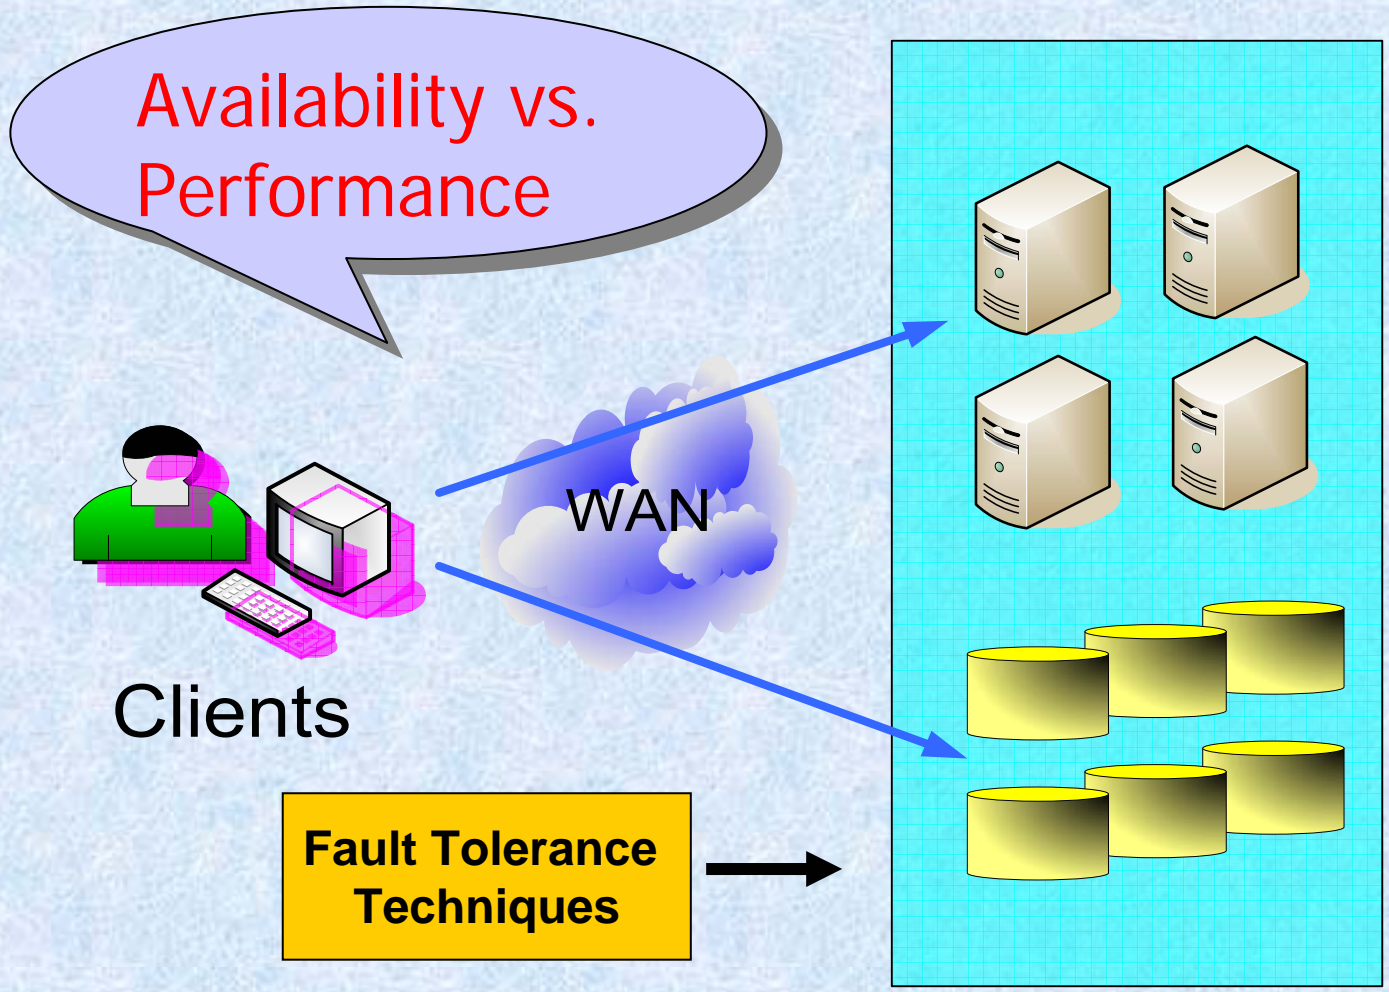 Availability vs.
Performance
WAN
Clients
Fault Tolerance
Techniques